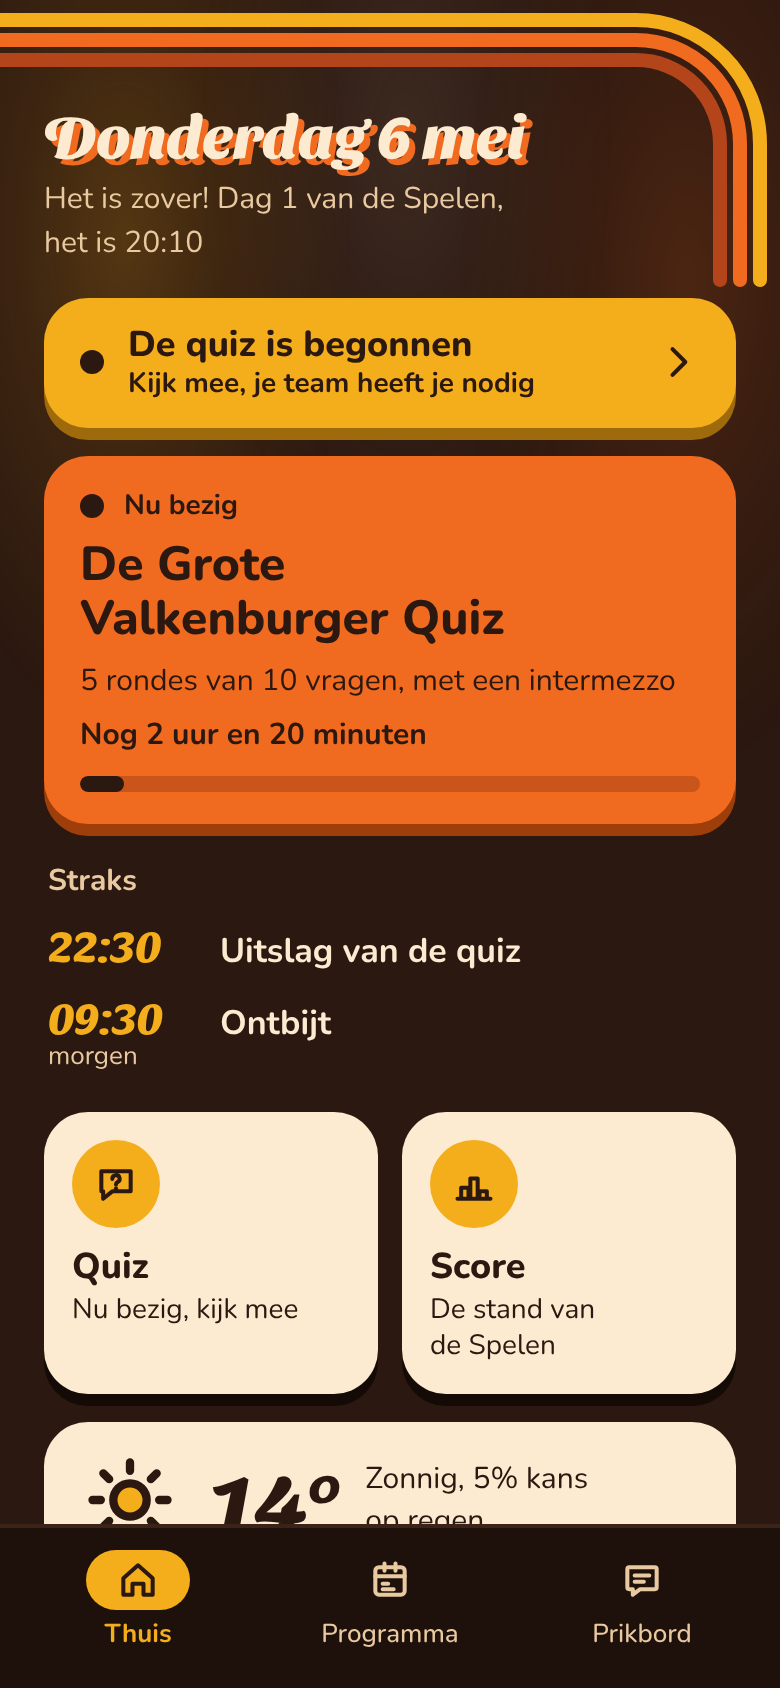 Donderdag 6 mei
Het is zover! Dag 1 van de Spelen,
het is 20:10
De quiz is begonnen
Kijk mee, je team heeft je nodig
Nu bezig
De Grote
Valkenburger Quiz
5 rondes van 10 vragen, met een intermezzo
Nog 2 uur en 20 minuten
Straks
22:30 Uitslag van de quiz
09:30 Ontbijt
morgen
Quiz
Nu bezig, kijk mee
Score
De stand van
de Spelen
14° Zonnig, 5% kans
op regen
Thuis Programma Prikbord